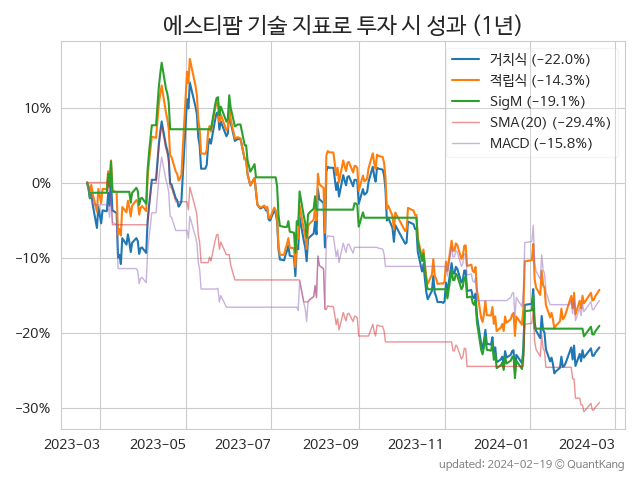 에스티팜 기술 지표로 투자 시 성과 (1년)
거치식 (−22.0%)
적립식 (−14.3%)
SigM (−19.1%)
SMA(20) (−29.4%)
MACD (−15.8%)
10%
0%
−10%
−20%
−30%
2023-03 2023-05 2023-07 2023-09 2023-11 2024-01 2024-03
updated: 2024-02-19 ⓒ QuantKang